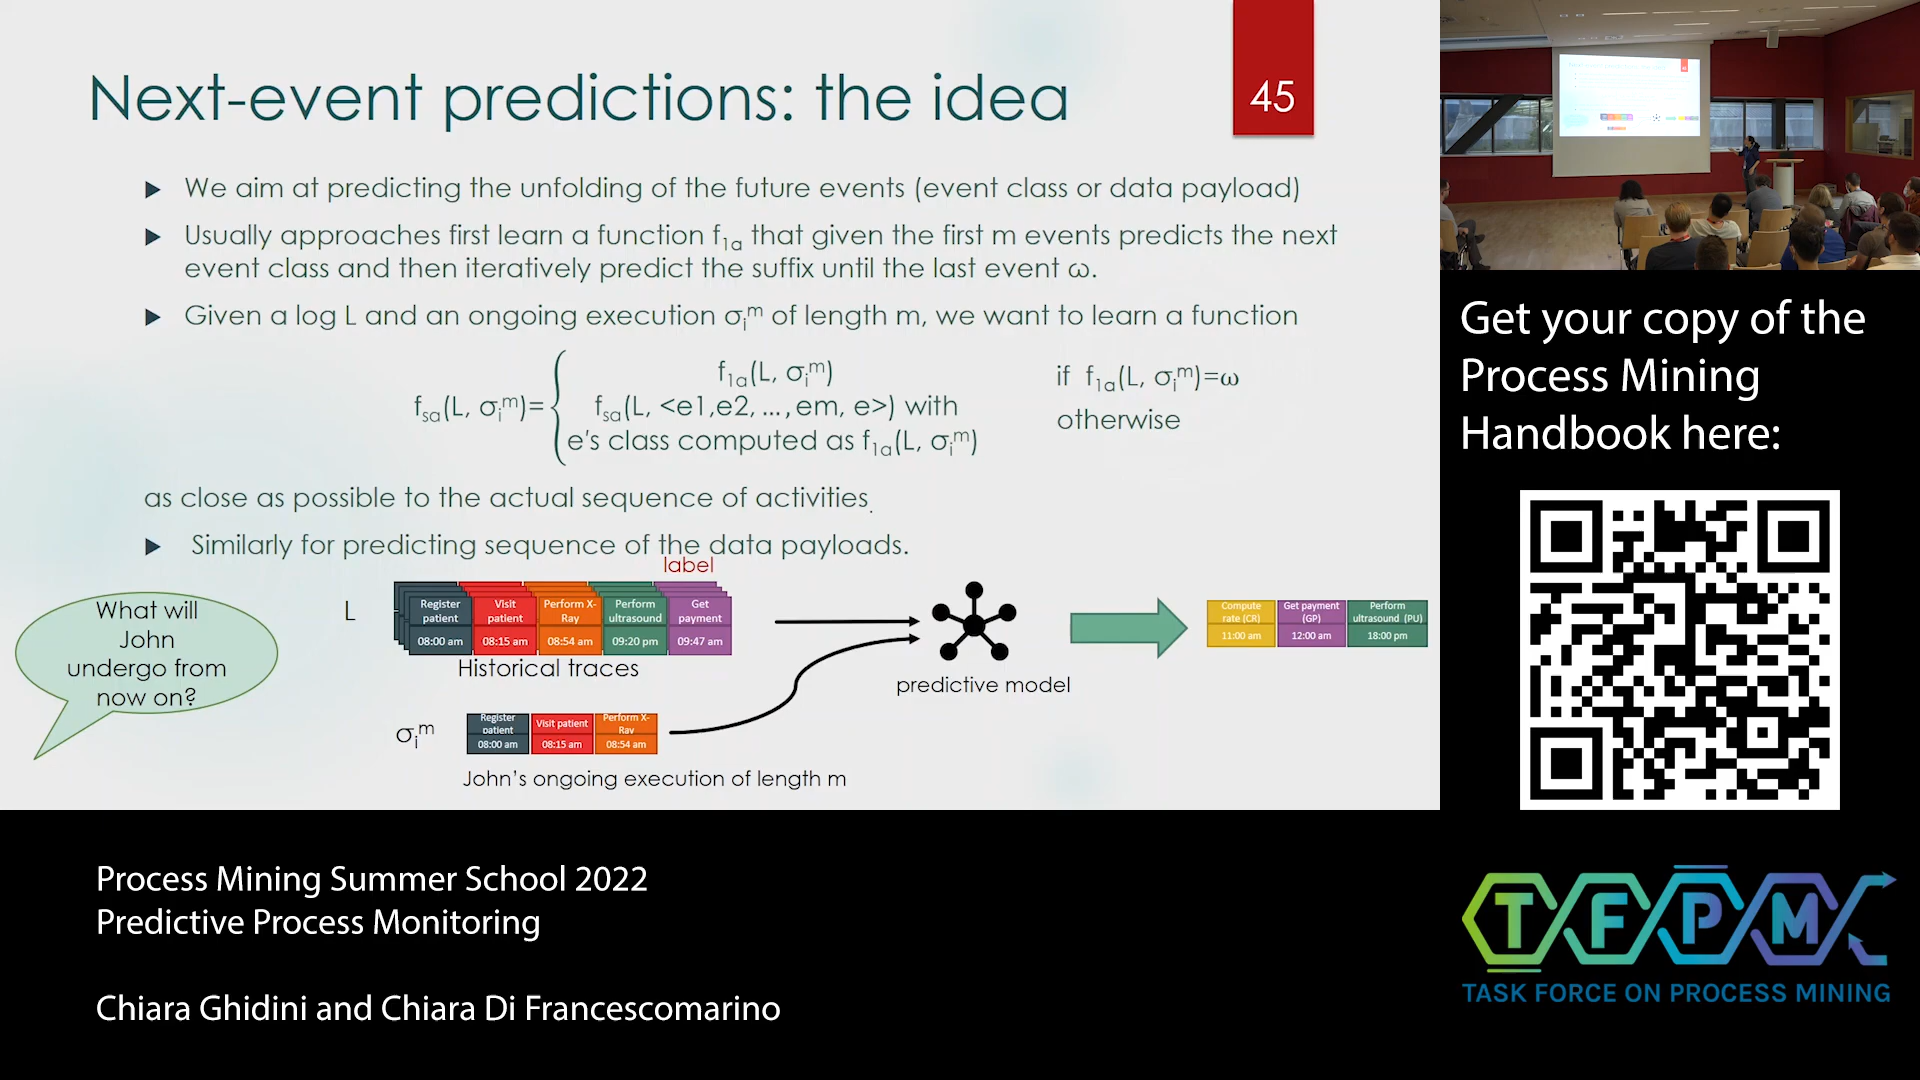 Next-event predictions: the idea
45
▶ We aim at predicting the unfolding of the future events (event class or data payload)
▶ Usually approaches first learn a function f1a that given the first m events predicts the next
event class and then iteratively predict the suffix until the last event ω.
▶ Given a log L and an ongoing execution σi^m of length m, we want to learn a function
f1a(L, σi^m) if f1a(L, σi^m)=ω
fsa(L, σi^m)= { fsa(L, <e1,e2, ...,em, e>) with
otherwise
e's class computed as f1a(L, σi^m)
as close as possible to the actual sequence of activities.
▶ Similarly for predicting sequence of the data payloads.
label
What will
John
undergo from
now on?
L
Register patient 08:00 am
Visit patient 08:15 am
Perform X-Ray 08:54 am
Perform ultrasound 09:20 pm
Get payment 09:47 am
Historical traces
predictive model
Compute rate (CR) 11:00 am
Get payment (GP) 12:00 am
Perform ultrasound (PU) 18:00 pm
σi^m
Register patient 08:00 am
Visit patient 08:15 am
Perform X-Ray 08:54 am
John's ongoing execution of length m
Get your copy of the
Process Mining
Handbook here:
Process Mining Summer School 2022
Predictive Process Monitoring
Chiara Ghidini and Chiara Di Francescomarino
TFPM
TASK FORCE ON PROCESS MINING